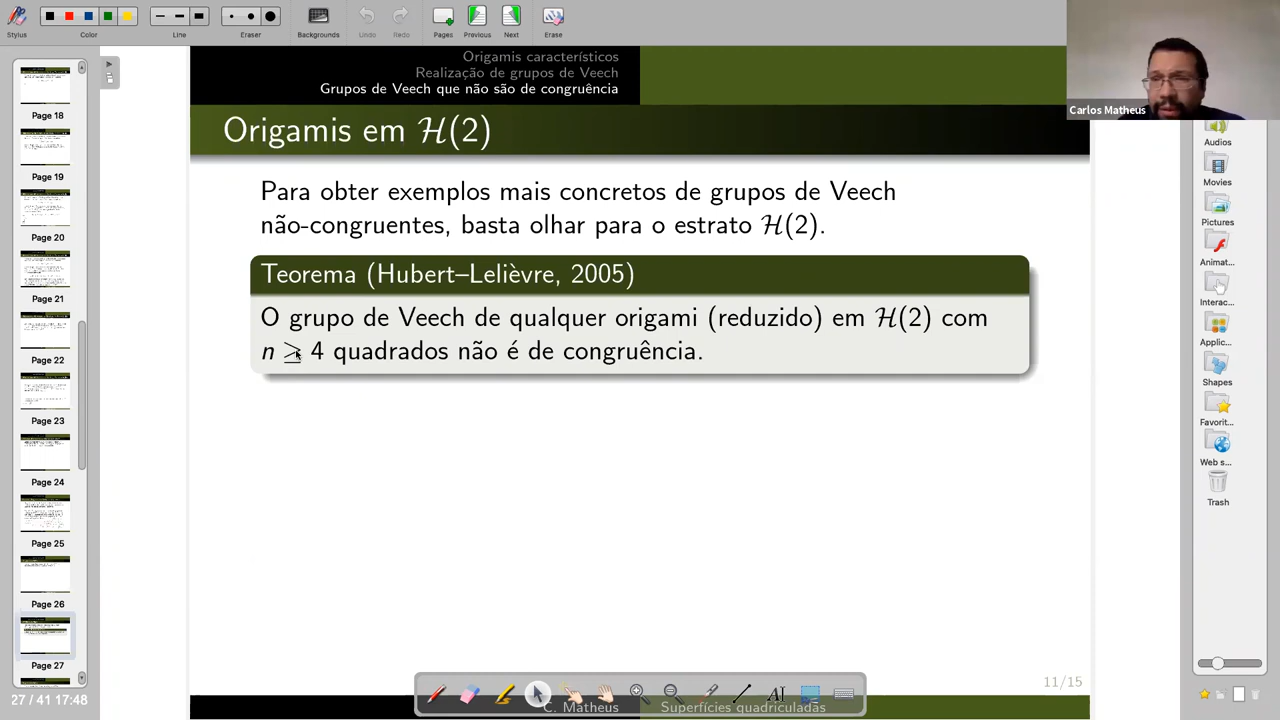 Stylus
Color
Line
Eraser
Backgrounds
Undo
Redo
Pages
Previous
Next
Erase
Carlos Matheus
Page 18
Page 19
Page 20
Page 21
Page 22
Page 23
Page 24
Page 25
Page 26
Page 27
27 / 41 17:48
Origamis característicos
Realização de grupos de Veech
Grupos de Veech que não são de congruência
Origamis em H(2)
Para obter exemplos mais concretos de grupos de Veech
não-congruentes, basta olhar para o estrato H(2).
Teorema (Hubert–Lelièvre, 2005)
O grupo de Veech de qualquer origami (reduzido) em H(2) com
n ≥ 4 quadrados não é de congruência.
11/15
C. Matheus
Superfícies quadriculadas
Audios
Movies
Pictures
Animat...
Interac...
Applic...
Shapes
Favorit...
Web s...
Trash